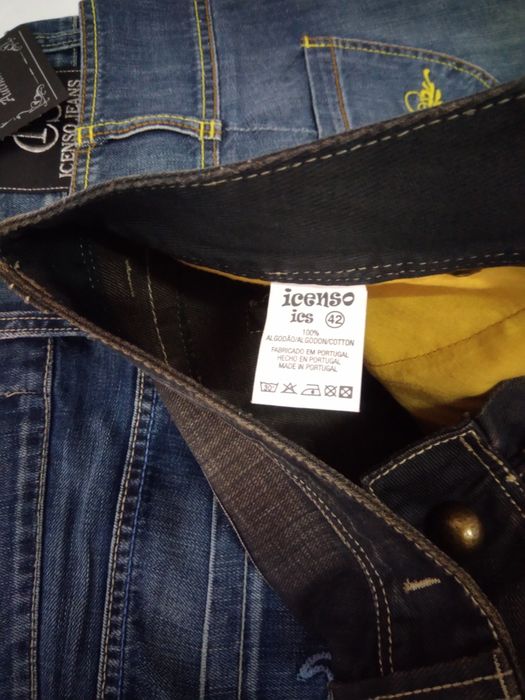 ICENSO JEANS
icenso
ics 42
100%
ALGODÃO/ALGODON/COTTON
FABRICADO EM PORTUGAL
HECHO EN PORTUGAL
MADE IN PORTUGAL